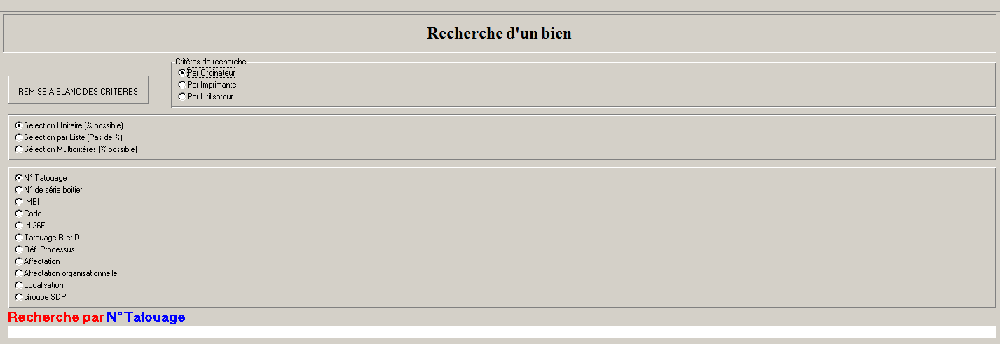 Recherche d'un bien
Critères de recherche
Par Ordinateur
Par Imprimante
Par Utilisateur
REMISE A BLANC DES CRITERES
Sélection Unitaire (% possible)
Sélection par Liste (Pas de %)
Sélection Multicritères (% possible)
N° Tatouage
N° de série boitier
IMEI
Code
Id 26E
Tatouage R et D
Réf. Processus
Affectation
Affectation organisationnelle
Localisation
Groupe SDP
Recherche par N° Tatouage